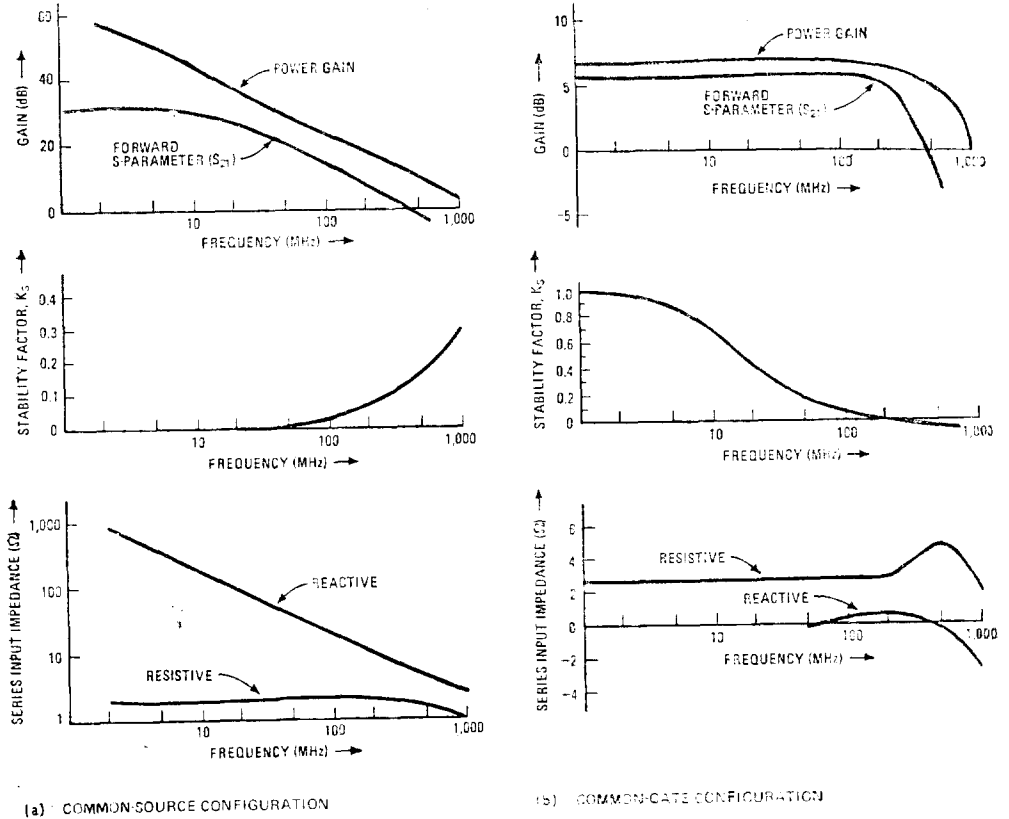 60
40
20
0
GAIN (dB)
POWER GAIN
FORWARD
S-PARAMETER (S21)
10
100
1,000
FREQUENCY (MHz)
0.4
0.3
0.2
0.1
0
STABILITY FACTOR, KS
10
100
1,000
FREQUENCY (MHz)
1,000
100
10
1
SERIES INPUT IMPEDANCE (Ω)
REACTIVE
RESISTIVE
10
100
1,000
FREQUENCY (MHz)
(a) COMMON-SOURCE CONFIGURATION
10
5
0
−5
GAIN (dB)
POWER GAIN
FORWARD
S-PARAMETER (S21)
10
100
1,000
FREQUENCY (MHz)
1.0
0.8
0.6
0.4
0.2
0
STABILITY FACTOR, KS
10
100
1,000
FREQUENCY (MHz)
6
4
2
0
−2
−4
SERIES INPUT IMPEDANCE (Ω)
RESISTIVE
REACTIVE
10
100
1,000
FREQUENCY (MHz)
(b) COMMON-GATE CONFIGURATION